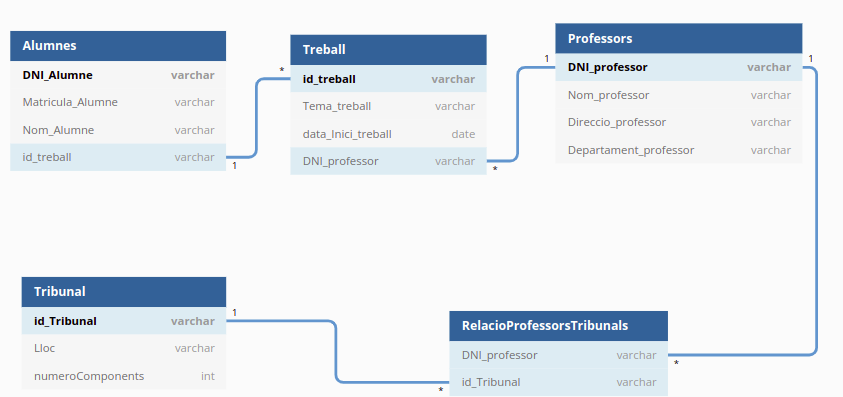 Alumnes
DNI_Alumne varchar
Matricula_Alumne varchar
Nom_Alumne varchar
id_treball varchar
1
*
Treball
id_treball varchar
Tema_treball varchar
data_Inici_treball date
DNI_professor varchar
*
1
Professors
DNI_professor varchar
Nom_professor varchar
Direccio_professor varchar
Departament_professor varchar
1
Tribunal
id_Tribunal varchar
Lloc varchar
numeroComponents int
1
*
RelacioProfessorsTribunals
DNI_professor varchar
id_Tribunal varchar
*